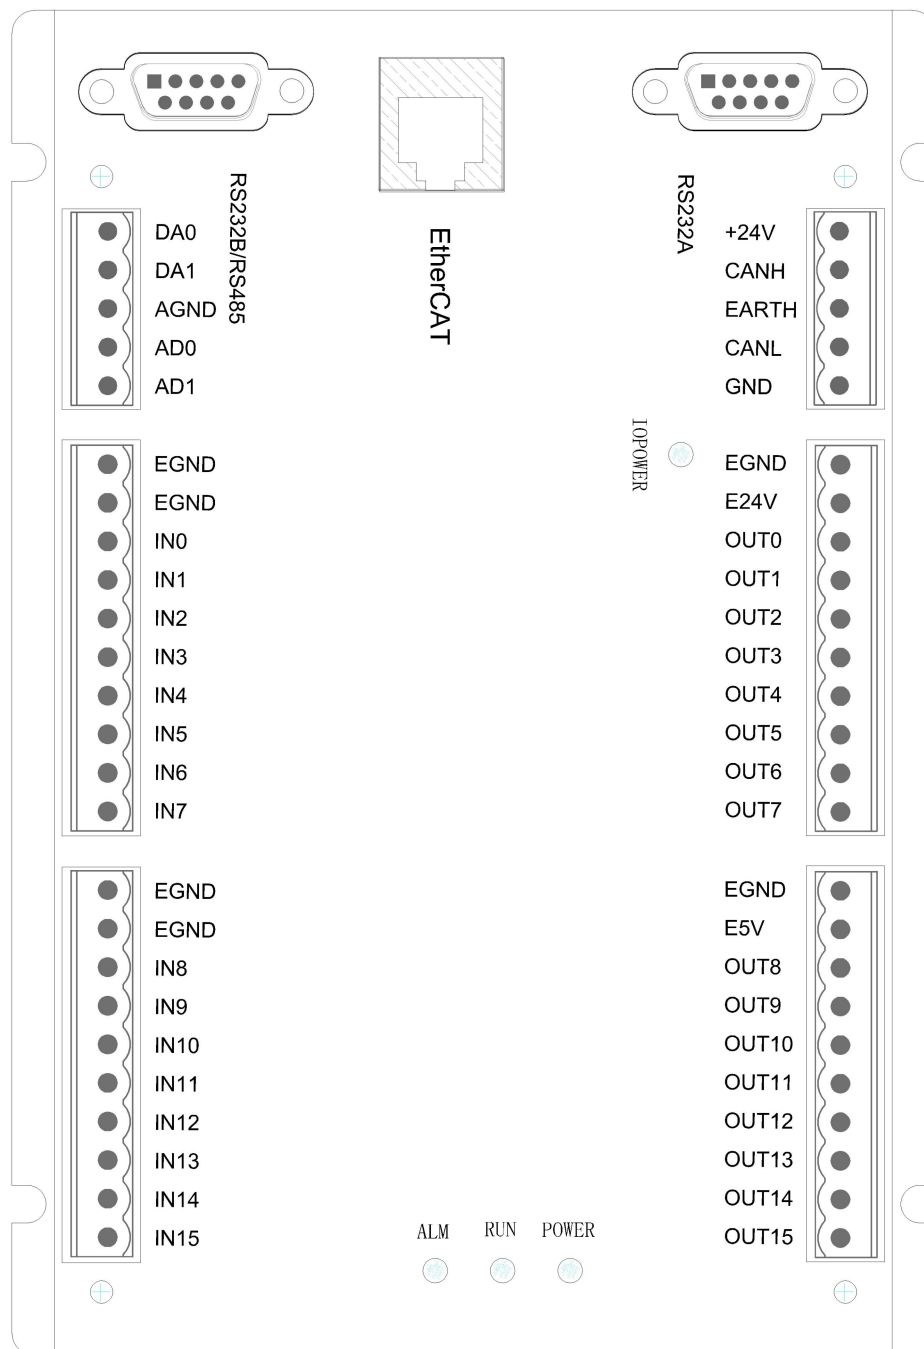 RS232B/RS485
EtherCAT
RS232A
DA0
DA1
AGND
AD0
AD1
+24V
CANH
EARTH
CANL
GND
IOPOWER
EGND
EGND
IN0
IN1
IN2
IN3
IN4
IN5
IN6
IN7
EGND
E24V
OUT0
OUT1
OUT2
OUT3
OUT4
OUT5
OUT6
OUT7
EGND
EGND
IN8
IN9
IN10
IN11
IN12
IN13
IN14
IN15
EGND
E5V
OUT8
OUT9
OUT10
OUT11
OUT12
OUT13
OUT14
OUT15
ALM
RUN
POWER